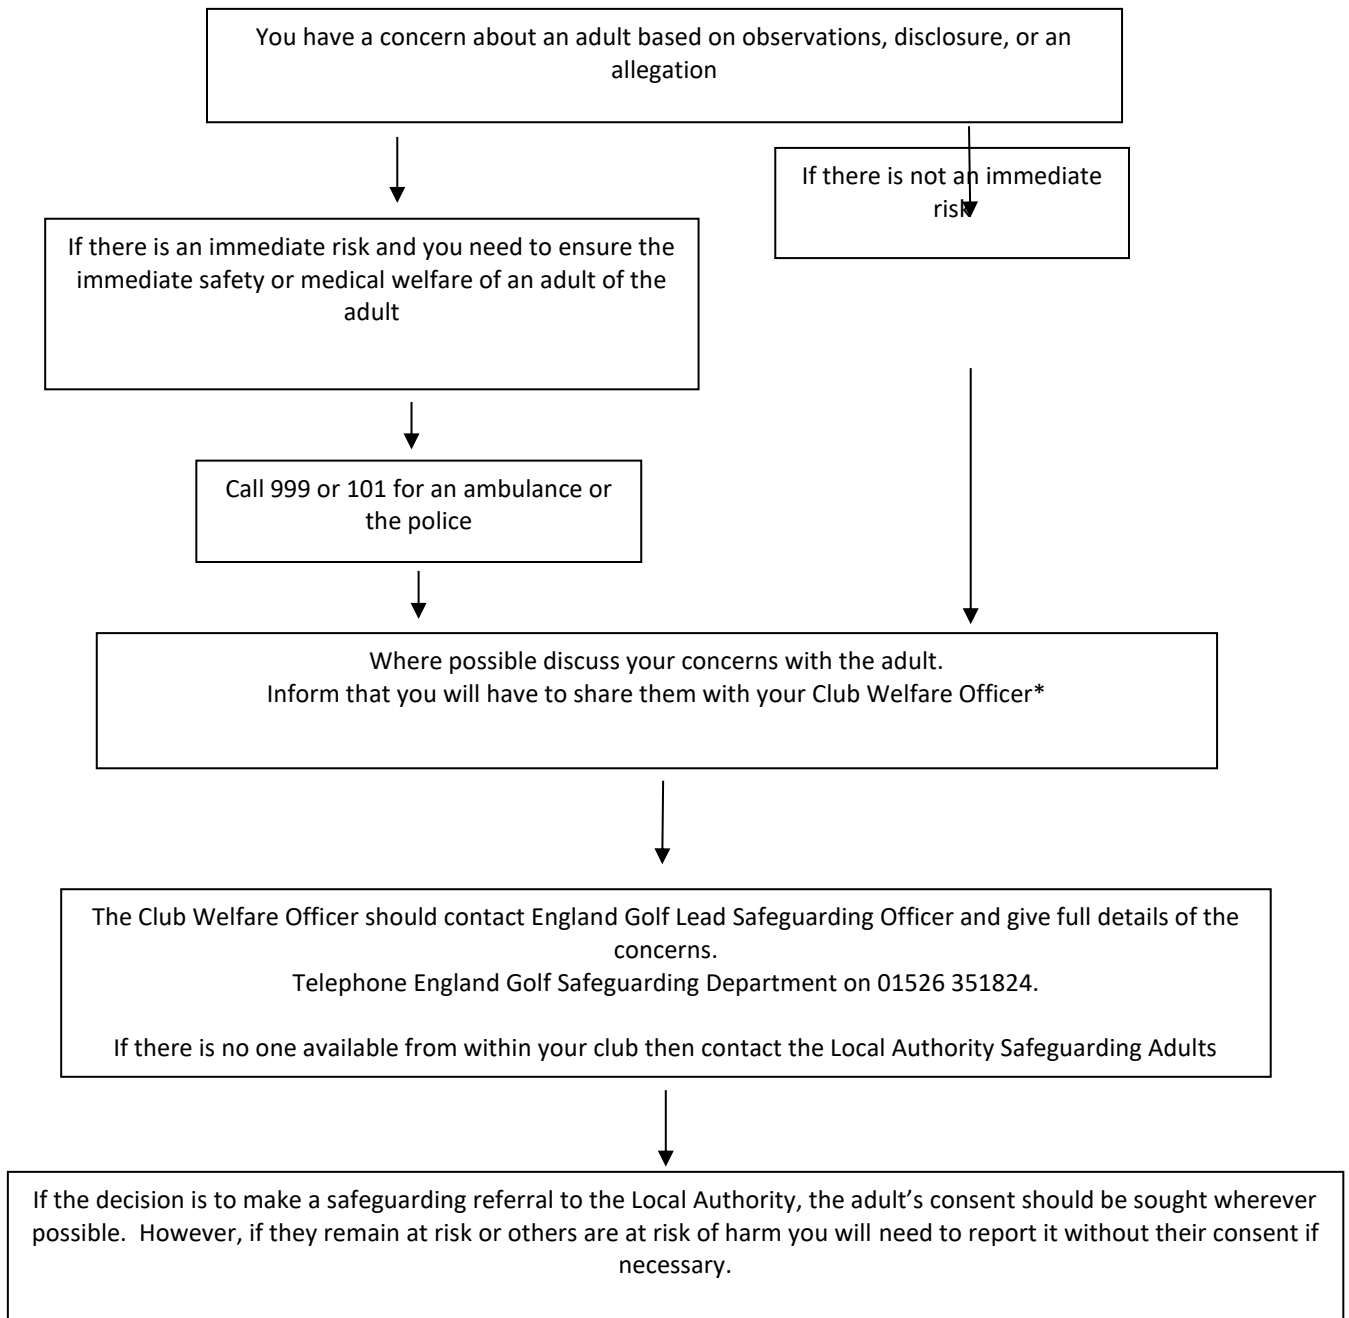 You have a concern about an adult based on observations, disclosure, or an
allegation
If there is not an immediate
risk
If there is an immediate risk and you need to ensure the
immediate safety or medical welfare of an adult of the
adult
Call 999 or 101 for an ambulance or
the police
Where possible discuss your concerns with the adult.
Inform that you will have to share them with your Club Welfare Officer*
The Club Welfare Officer should contact England Golf Lead Safeguarding Officer and give full details of the
concerns.
Telephone England Golf Safeguarding Department on 01526 351824.
If there is no one available from within your club then contact the Local Authority Safeguarding Adults
If the decision is to make a safeguarding referral to the Local Authority, the adult’s consent should be sought wherever
possible.  However, if they remain at risk or others are at risk of harm you will need to report it without their consent if
necessary.